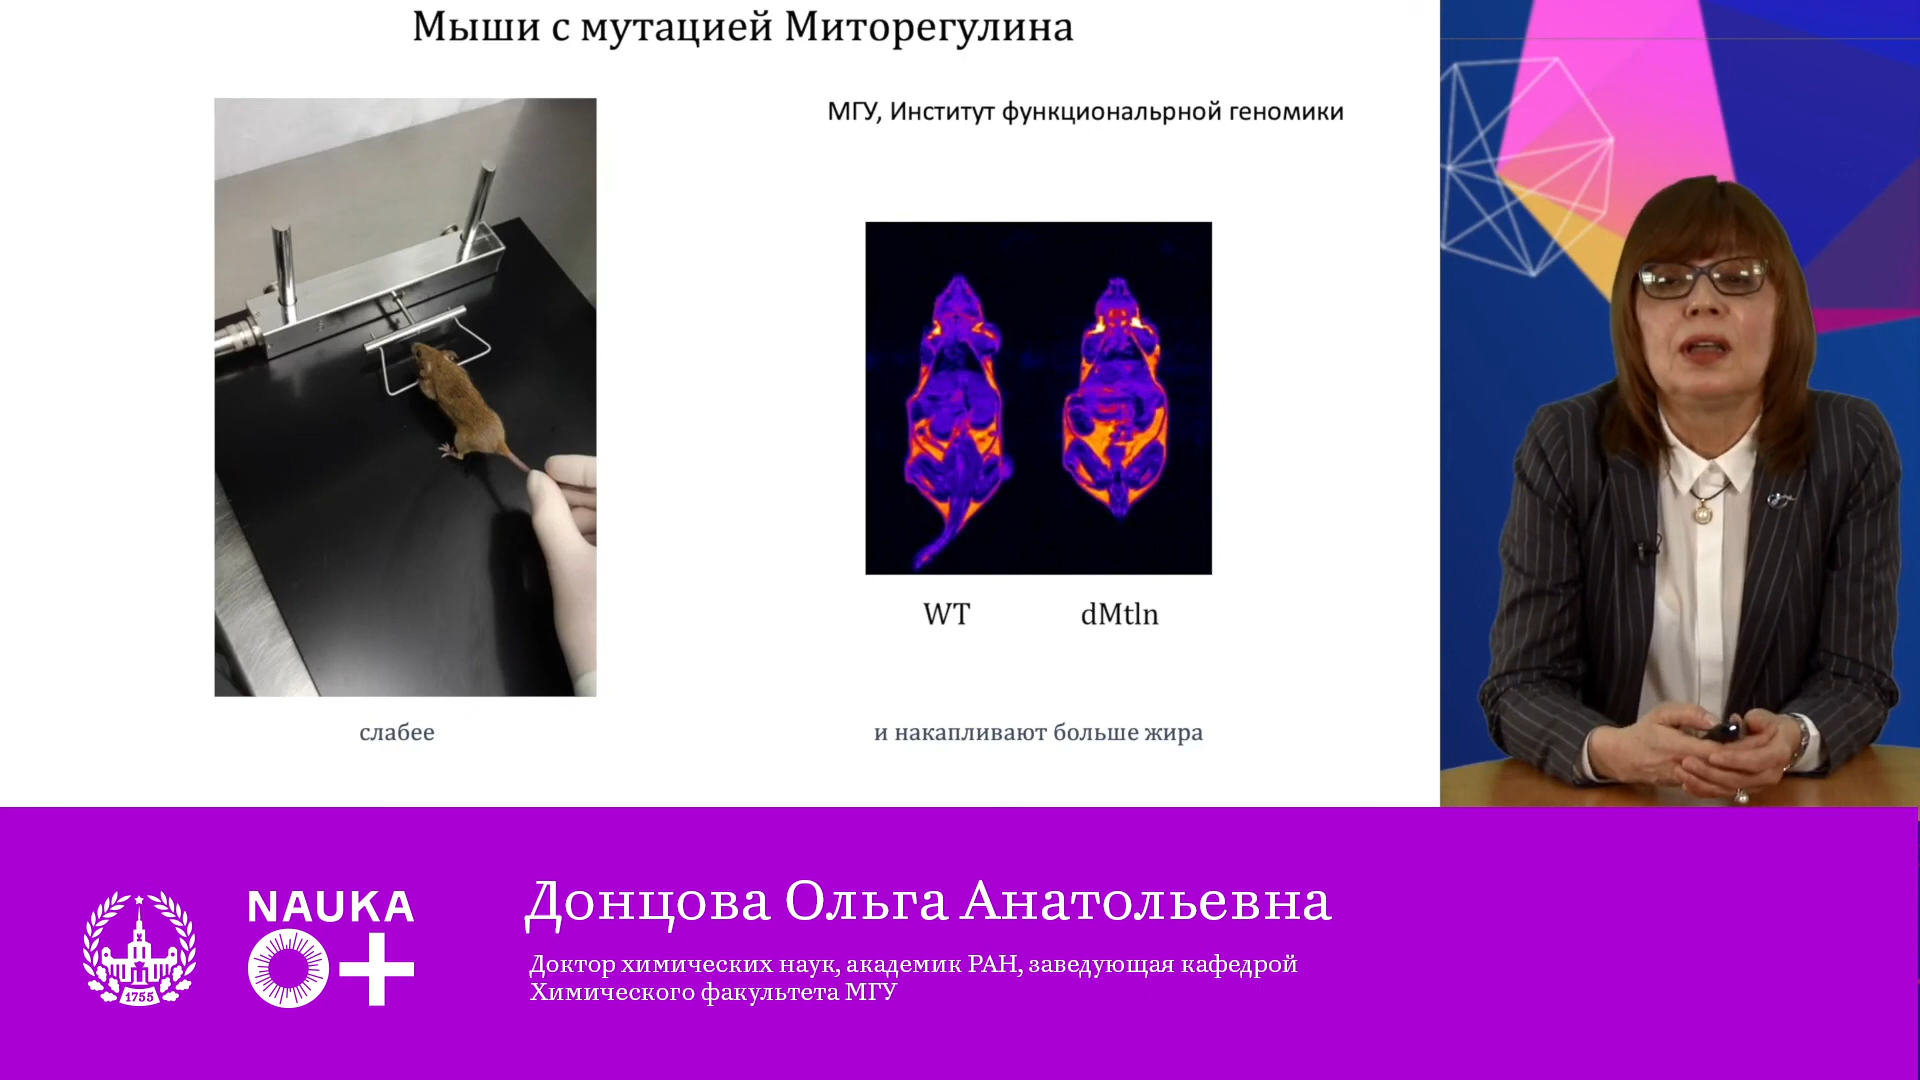 Мыши с мутацией Миторегулина
МГУ, Институт функциональрной геномики
WT
dMtln
слабее
и накапливают больше жира
NAUKA
0+
1755
Донцова Ольга Анатольевна
Доктор химических наук, академик РАН, заведующая кафедрой
Химического факультета МГУ